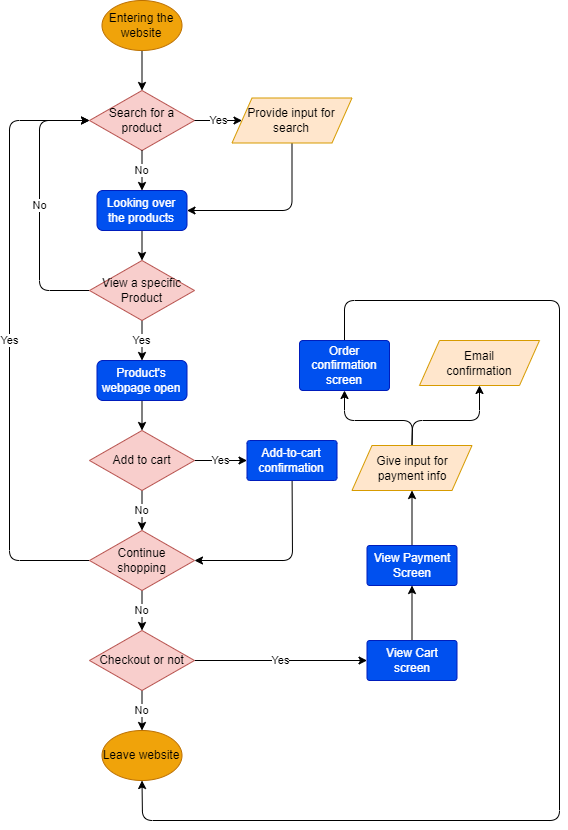 Entering the
website
Search for a
product
Yes
Provide input for
search
No
Looking over
the products
No
View a specific
Product
Yes
Yes
Product's
webpage open
Order
confirmation
screen
Email
confirmation
Add to cart
Yes
Add-to-cart
confirmation
Give input for
payment info
No
Continue
shopping
View Payment
Screen
No
Checkout or not
Yes
View Cart
screen
No
Leave website